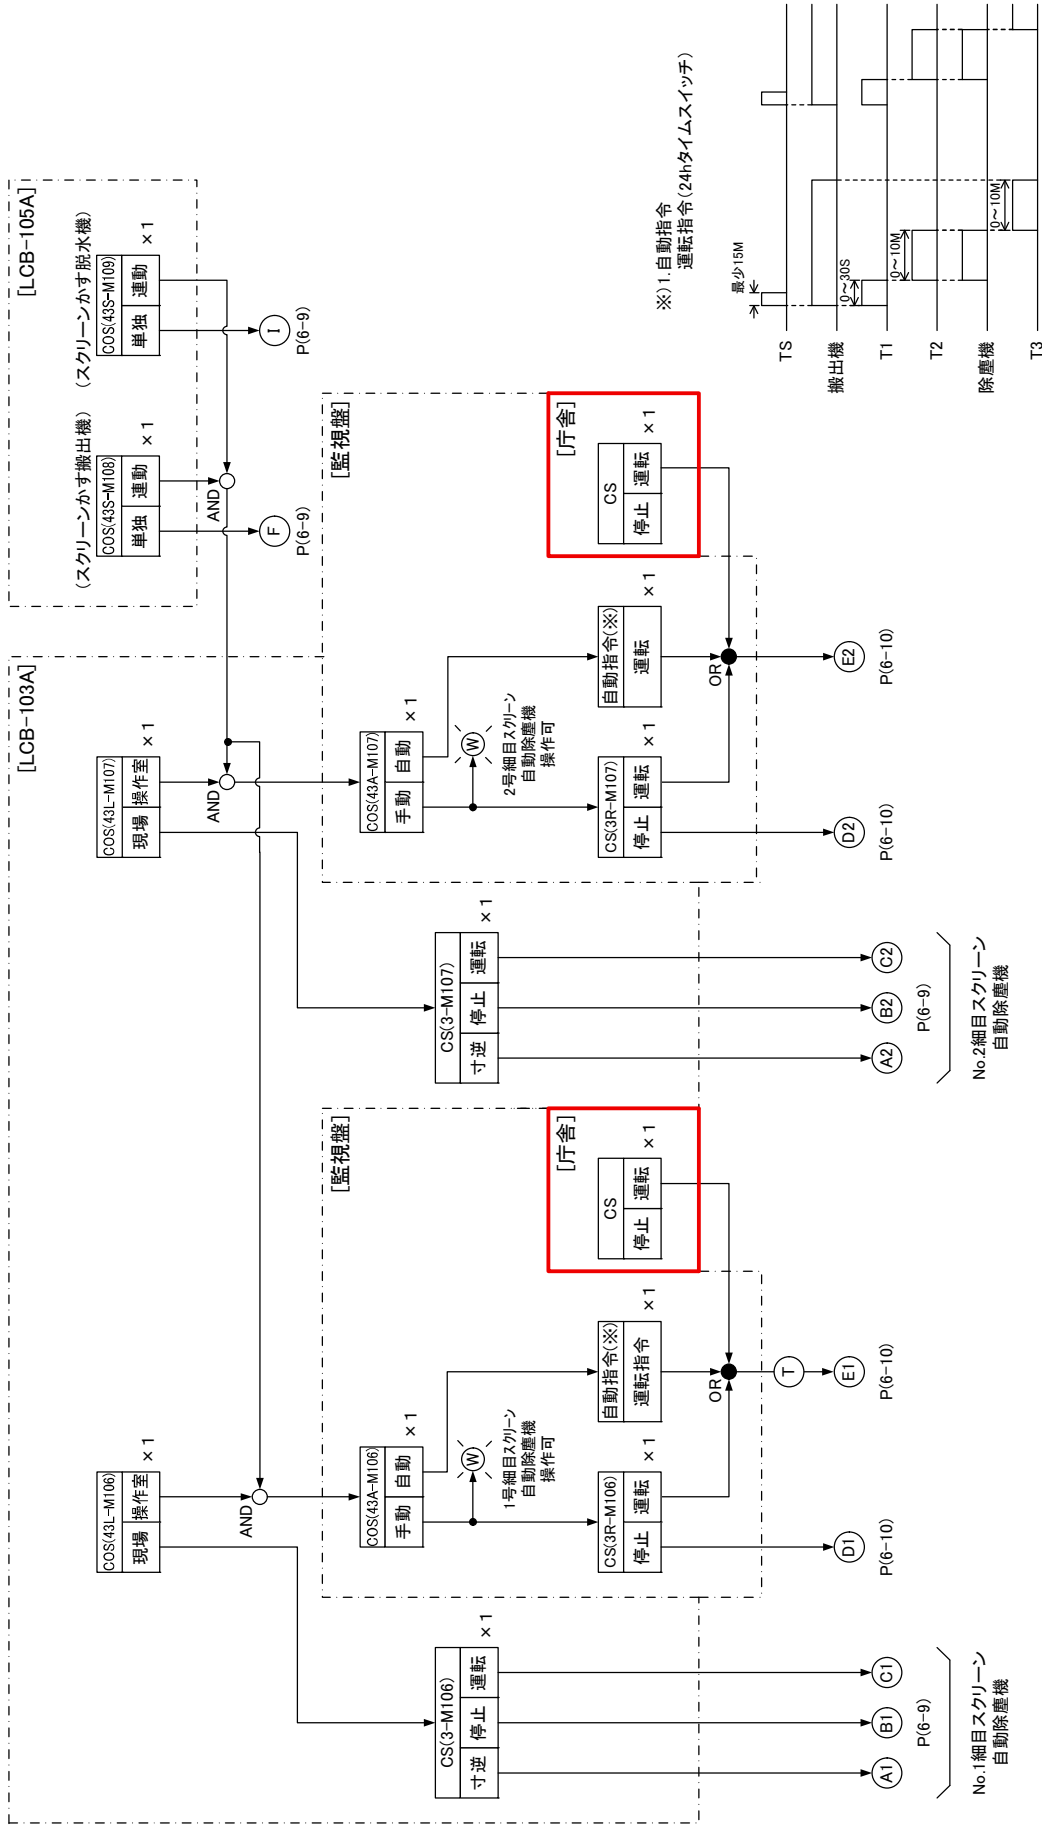 [LCB-103A]
COS(43L-M106)
現場
操作室
×1
COS(43L-M107)
現場
操作室
×1
[LCB-105A]
(スクリーンかす搬出機)
COS(43S-M108)
単独
連動
×1
(スクリーンかす脱水機)
COS(43S-M109)
単独
連動
×1
AND
F
P(6-9)
I
P(6-9)
AND
AND
CS(3-M106)
寸逆
停止
運転
×1
[監視盤]
COS(43A-M106)
手動
自動
×1
W
1号細目スクリーン
自動除塵機
操作可
CS(3R-M106)
停止
運転
×1
自動指令(※)
運転指令
×1
[庁舎]
CS
停止
運転
×1
OR
T
A1
B1
C1
P(6-9)
No.1細目スクリーン
自動除塵機
D1
P(6-10)
E1
P(6-10)
CS(3-M107)
寸逆
停止
運転
×1
[監視盤]
COS(43A-M107)
手動
自動
×1
W
2号細目スクリーン
自動除塵機
操作可
CS(3R-M107)
停止
運転
×1
自動指令(※)
運転
×1
[庁舎]
CS
停止
運転
×1
OR
A2
B2
C2
P(6-9)
No.2細目スクリーン
自動除塵機
D2
P(6-10)
E2
P(6-10)
※)1.自動指令
運転指令(24hタイムスイッチ)
最少15M
TS
搬出機
0～30S
T1
0～10M
T2
除塵機
0～10M
T3